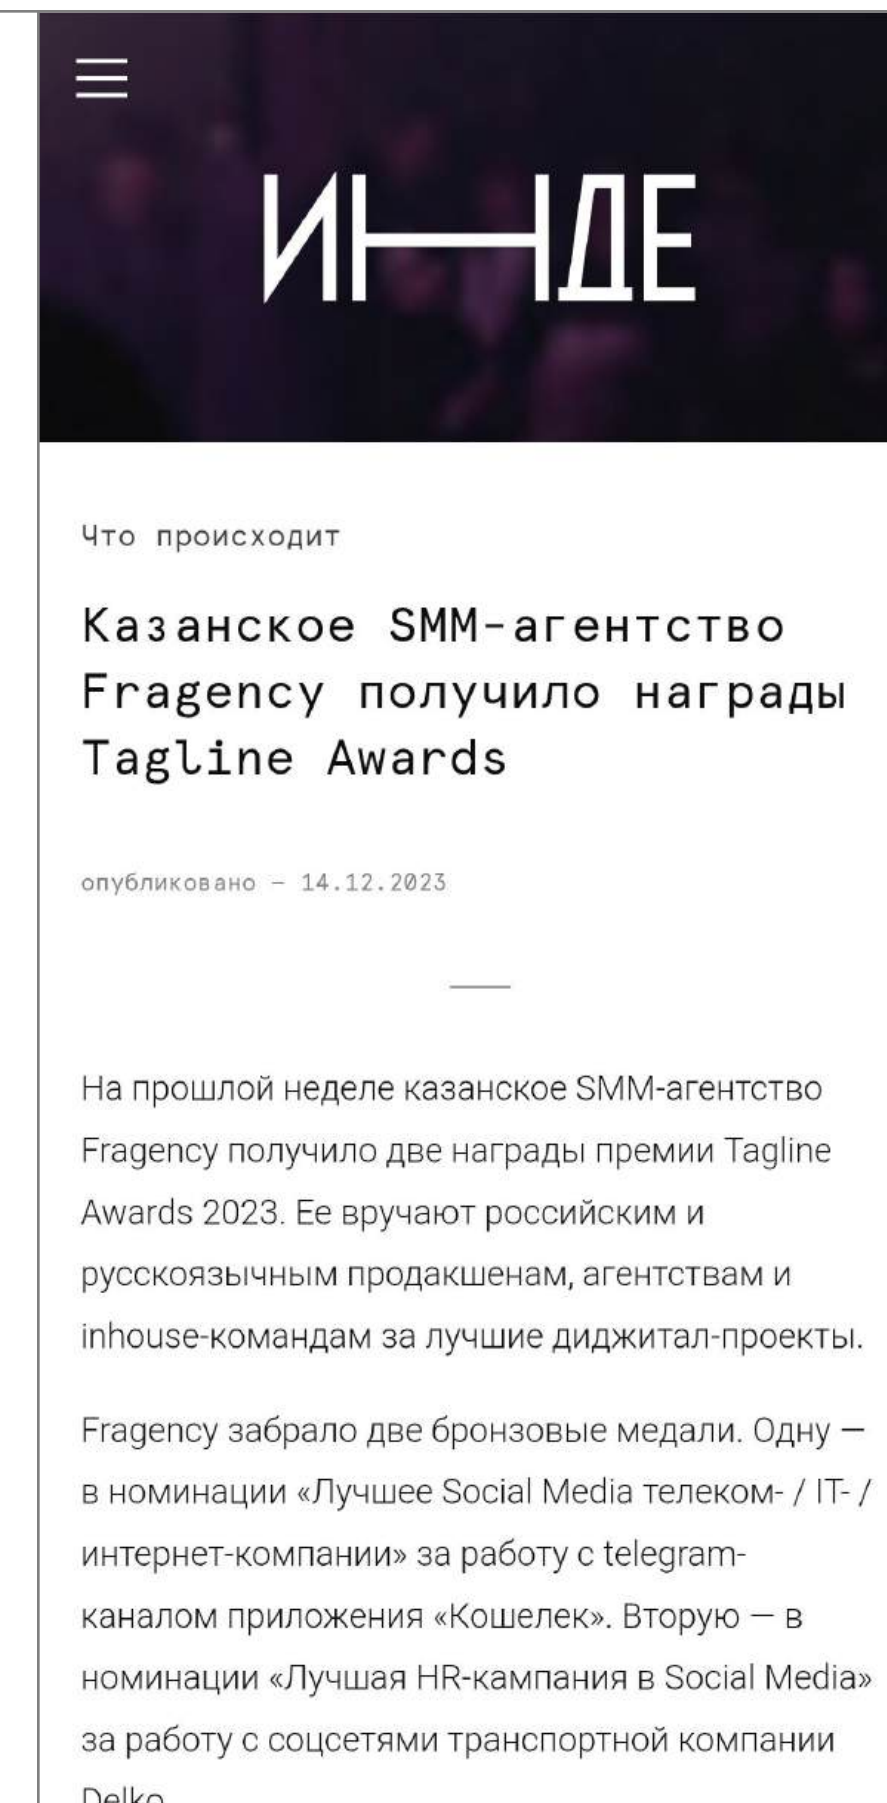 ИНДЕ
Что происходит
Казанское SMM-агентство
Fragency получило награды
Tagline Awards
опубликовано – 14.12.2023
На прошлой неделе казанское SMM-агентство
Fragency получило две награды премии Tagline
Awards 2023. Ее вручают российским и
русскоязычным продакшенам, агентствам и
inhouse-командам за лучшие диджитал-проекты.
Fragency забрало две бронзовые медали. Одну —
в номинации «Лучшее Social Media телеком- / IT- /
интернет-компании» за работу с telegram-
каналом приложения «Кошелек». Вторую — в
номинации «Лучшая HR-кампания в Social Media»
за работу с соцсетями транспортной компании
Delko